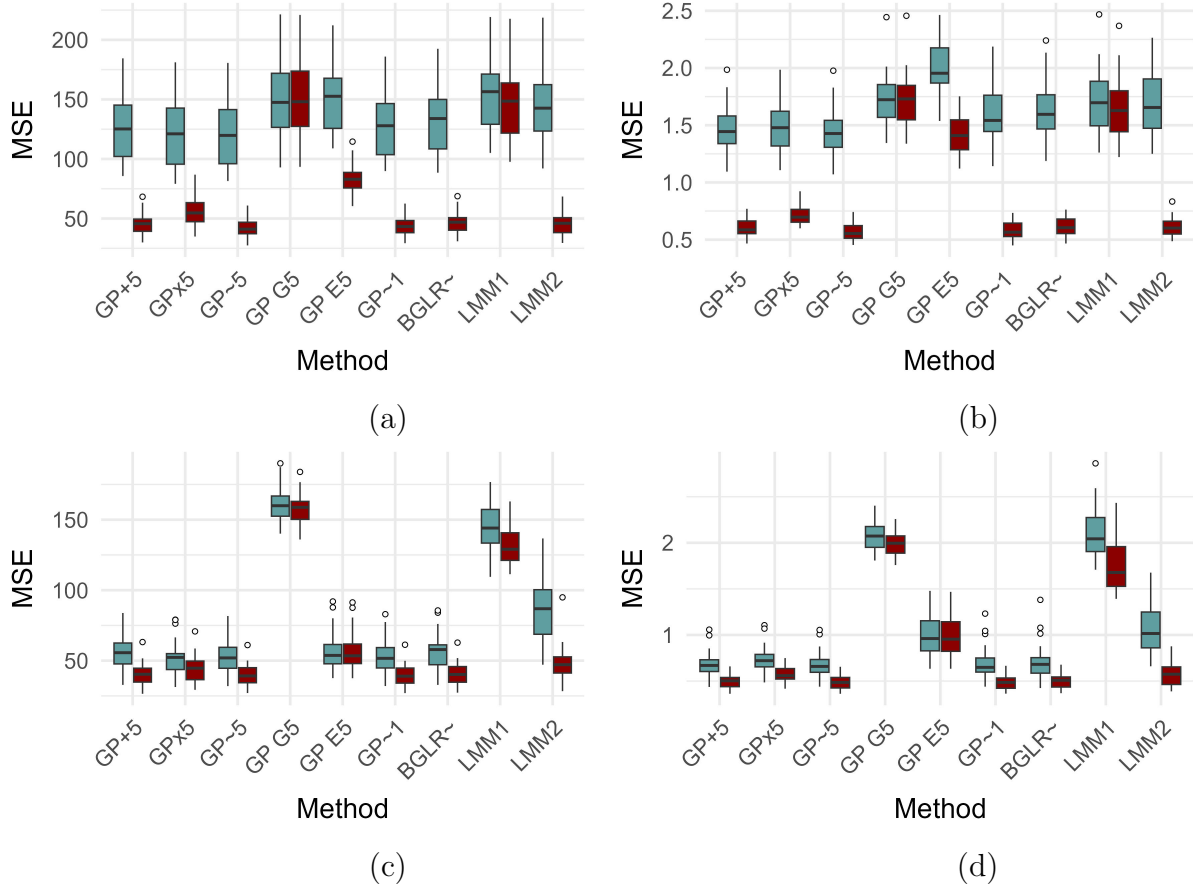 MSE
200
150
100
50
GP+5 GPx5 GP~5 GP G5 GP E5 GP~1 BGLR~ LMM1 LMM2
Method
(a)
MSE
2.5
2.0
1.5
1.0
0.5
GP+5 GPx5 GP~5 GP G5 GP E5 GP~1 BGLR~ LMM1 LMM2
Method
(b)
MSE
150
100
50
GP+5 GPx5 GP~5 GP G5 GP E5 GP~1 BGLR~ LMM1 LMM2
Method
(c)
MSE
2
1
GP+5 GPx5 GP~5 GP G5 GP E5 GP~1 BGLR~ LMM1 LMM2
Method
(d)